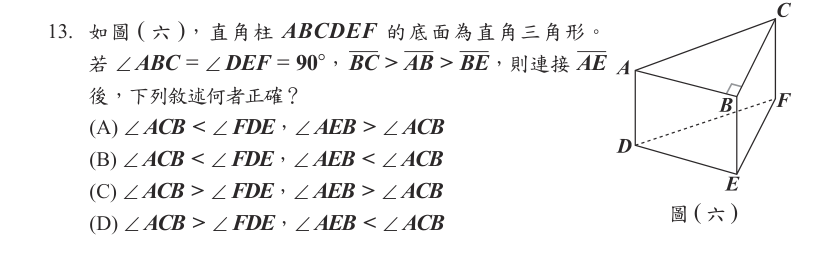 13. 如圖(六)，直角柱 ABCDEF 的底面為直角三角形。
若 ∠ABC = ∠DEF = 90°，BC > AB > BE，則連接 AE
後，下列敘述何者正確？
(A) ∠ACB < ∠FDE，∠AEB > ∠ACB
(B) ∠ACB < ∠FDE，∠AEB < ∠ACB
(C) ∠ACB > ∠FDE，∠AEB > ∠ACB
(D) ∠ACB > ∠FDE，∠AEB < ∠ACB
C
A
B
F
D
E
圖(六)